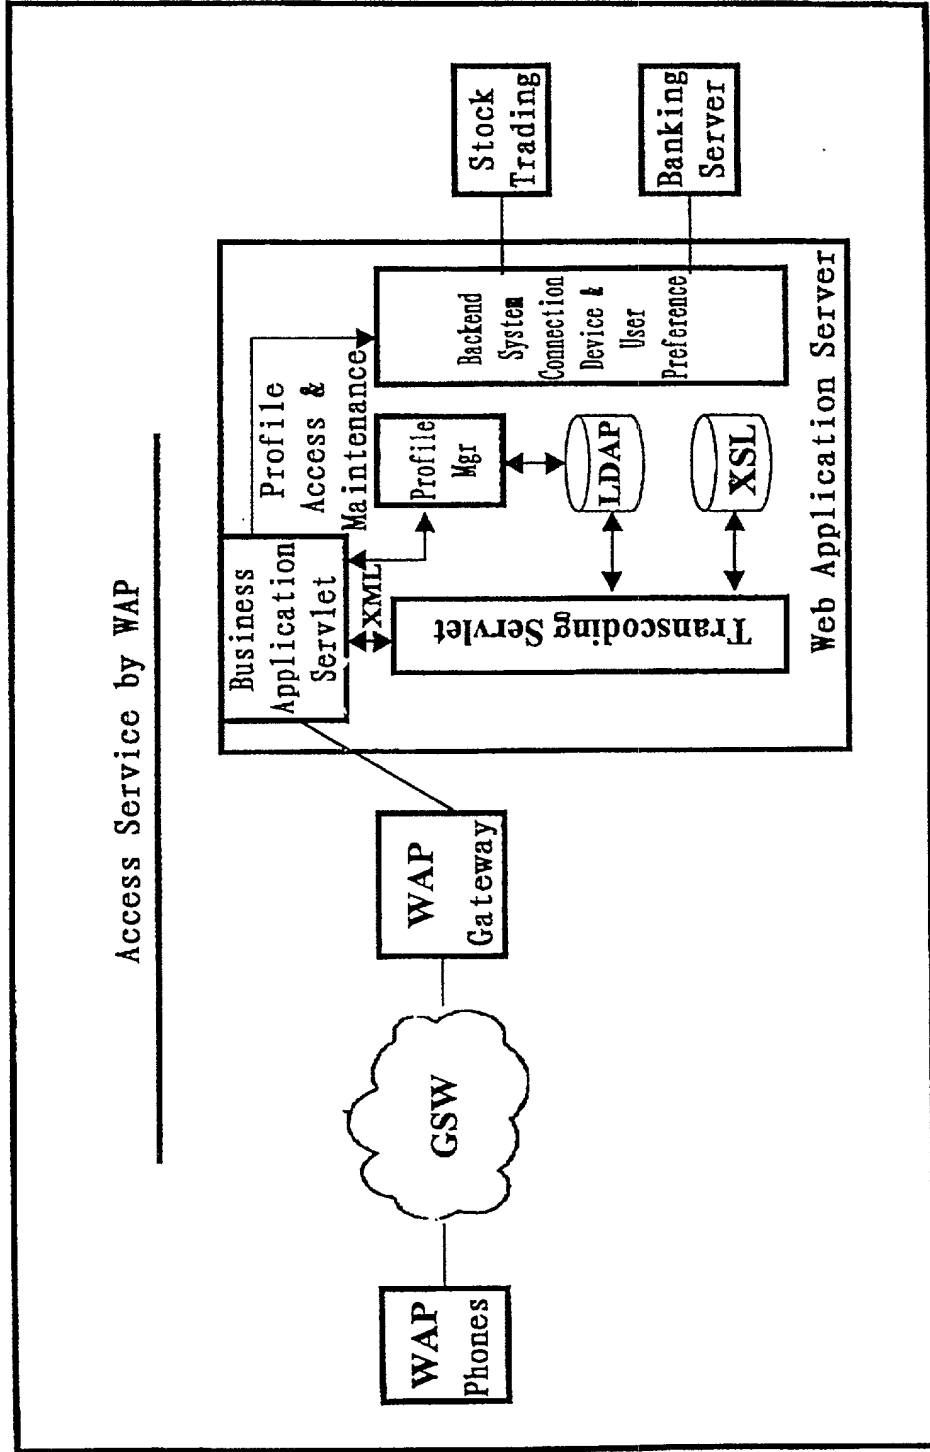 Access Service by WAP
WAP
Phones
GSW
WAP
Gateway
Business
Application
Servlet
Profile
Access &
Maintenance
XML
Transcoding Servlet
Profile
Mgr
LDAP
XSL
Backend
System
Connection
Device &
User
Preference
Web Application Server
Stock
Trading
Banking
Server